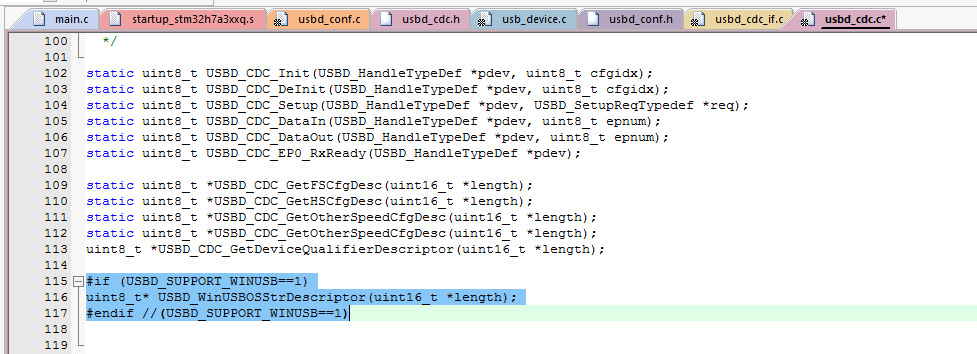 main.c startup_stm32h7a3xxq.s usbd_conf.c usbd_cdc.h usb_device.c usbd_conf.h usbd_cdc_if.c usbd_cdc.c*
100 */
101
102 static uint8_t USBD_CDC_Init(USBD_HandleTypeDef *pdev, uint8_t cfgidx);
103 static uint8_t USBD_CDC_DeInit(USBD_HandleTypeDef *pdev, uint8_t cfgidx);
104 static uint8_t USBD_CDC_Setup(USBD_HandleTypeDef *pdev, USBD_SetupReqTypedef *req);
105 static uint8_t USBD_CDC_DataIn(USBD_HandleTypeDef *pdev, uint8_t epnum);
106 static uint8_t USBD_CDC_DataOut(USBD_HandleTypeDef *pdev, uint8_t epnum);
107 static uint8_t USBD_CDC_EP0_RxReady(USBD_HandleTypeDef *pdev);
108
109 static uint8_t *USBD_CDC_GetFSCfgDesc(uint16_t *length);
110 static uint8_t *USBD_CDC_GetHSCfgDesc(uint16_t *length);
111 static uint8_t *USBD_CDC_GetOtherSpeedCfgDesc(uint16_t *length);
112 static uint8_t *USBD_CDC_GetOtherSpeedCfgDesc(uint16_t *length);
113 uint8_t *USBD_CDC_GetDeviceQualifierDescriptor(uint16_t *length);
114
115 #if (USBD_SUPPORT_WINUSB==1)
116 uint8_t* USBD_WinUSBOSStrDescriptor(uint16_t *length);
117 #endif //(USBD_SUPPORT_WINUSB==1)
118
119